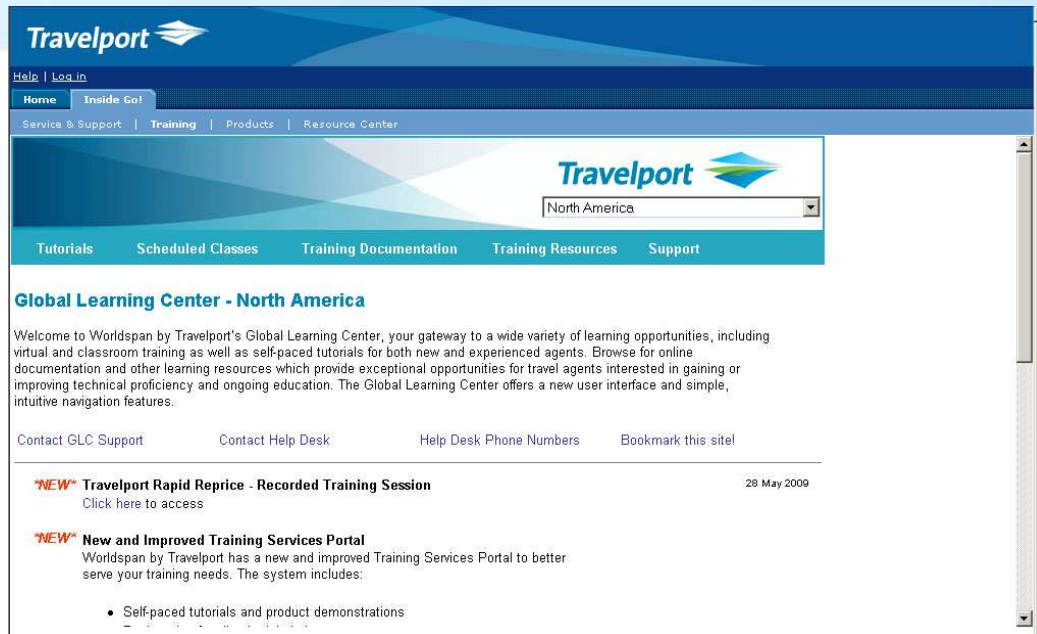 Travelport
Help | Log in
Home Inside Go!
Service & Support | Training | Products | Resource Center
Travelport
North America
Tutorials Scheduled Classes Training Documentation Training Resources Support
Global Learning Center - North America
Welcome to Worldspan by Travelport's Global Learning Center, your gateway to a wide variety of learning opportunities, including
virtual and classroom training as well as self-paced tutorials for both new and experienced agents. Browse for online
documentation and other learning resources which provide exceptional opportunities for travel agents interested in gaining or
improving technical proficiency and ongoing education. The Global Learning Center offers a new user interface and simple,
intuitive navigation features.
Contact GLC Support Contact Help Desk Help Desk Phone Numbers Bookmark this site!
*NEW* Travelport Rapid Reprice - Recorded Training Session 28 May 2009
Click here to access
*NEW* New and Improved Training Services Portal
Worldspan by Travelport has a new and improved Training Services Portal to better
serve your training needs. The system includes:
• Self-paced tutorials and product demonstrations